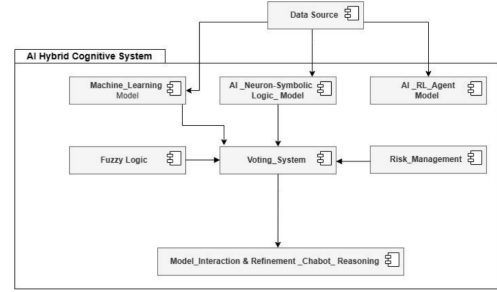 Data Source
AI Hybrid Cognitive System
Machine_Learning
Model
AI _Neuron-Symbolic
Logic_ Model
AI _RL_Agent
Model
Fuzzy Logic
Voting_System
Risk_Management
Model_Interaction & Refinement _Chabot_ Reasoning